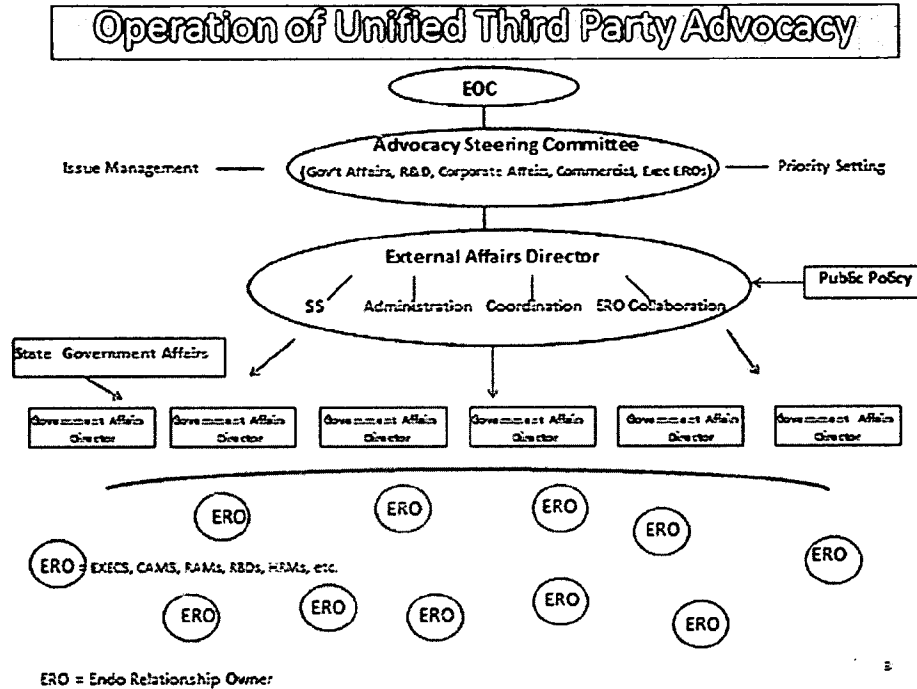 Operation of Unified Third Party Advocacy
EOC
Advocacy Steering Committee
(Gov't Affairs, R&D, Corporate Affairs, Commercial, Exec EROs)
Issue Management
Priority Setting
External Affairs Director
$$
Administration
Coordination
ERO Collaboration
Public Policy
State Government Affairs
Government Affairs
Director
Government Affairs
Director
Government Affairs
Director
Government Affairs
Director
Government Affairs
Director
Government Affairs
Director
ERO
ERO
ERO
ERO
ERO = EXECS, CAMS, RAMs, RBDs, HRMs, etc.
ERO
ERO
ERO
ERO
ERO
ERO
ERO = Endo Relationship Owner